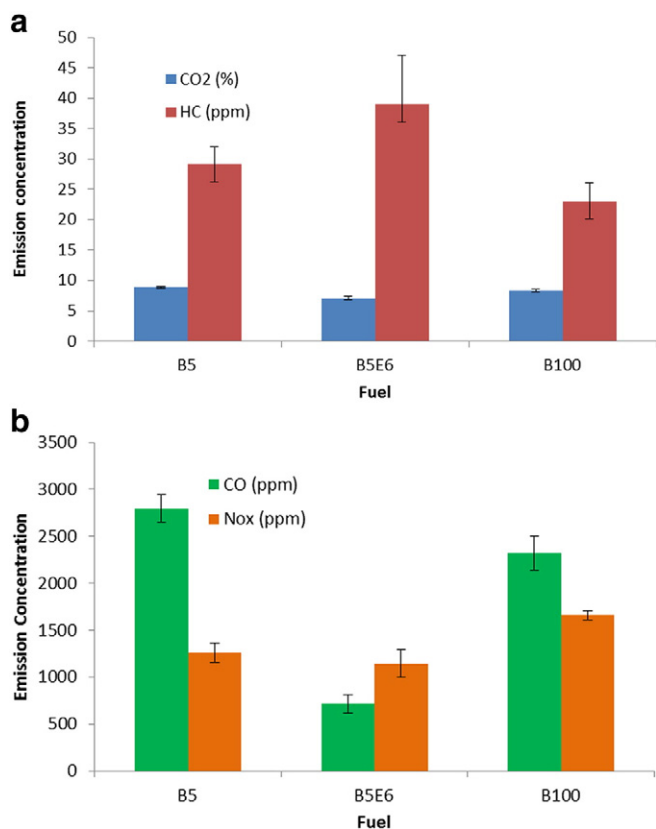 a
50
45
40
35
30
25
20
15
10
5
0
Emission concentration
CO2 (%)
HC (ppm)
B5
B5E6
B100
Fuel
b
3500
3000
2500
2000
1500
1000
500
0
Emission Concentration
CO (ppm)
Nox (ppm)
B5
B5E6
B100
Fuel